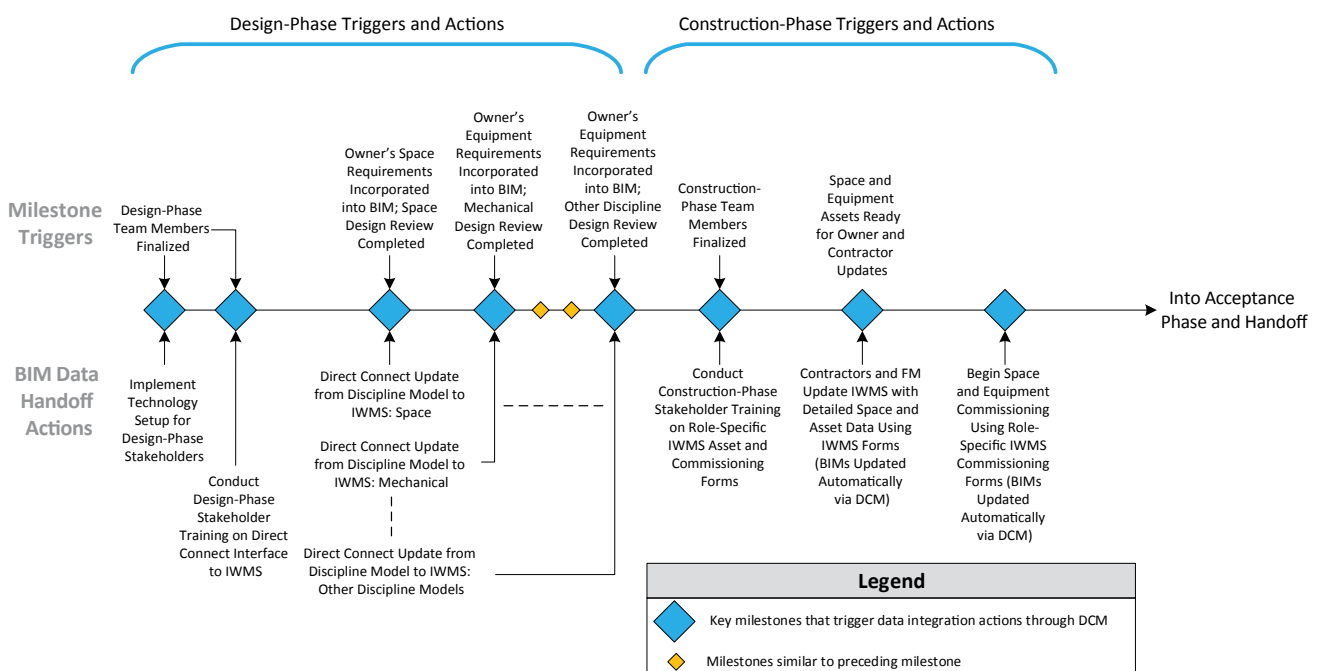 Design-Phase Triggers and Actions
Construction-Phase Triggers and Actions
Milestone
Triggers
Design-Phase
Team Members
Finalized
Owner’s Space
Requirements
Incorporated
into BIM; Space
Design Review
Completed
Owner’s
Equipment
Requirements
Incorporated
into BIM;
Mechanical
Design Review
Completed
Owner’s
Equipment
Requirements
Incorporated
into BIM;
Other Discipline
Design Review
Completed
Construction-
Phase Team
Members
Finalized
Space and
Equipment
Assets Ready
for Owner and
Contractor
Updates
Into Acceptance
Phase and Handoff
BIM Data
Handoff
Actions
Implement
Technology
Setup for
Design-Phase
Stakeholders
Conduct
Design-Phase
Stakeholder
Training on Direct
Connect Interface
to IWMS
Direct Connect Update
from Discipline Model to
IWMS: Space
Direct Connect Update
from Discipline Model to
IWMS: Mechanical
Direct Connect Update from
Discipline Model to IWMS:
Other Discipline Models
Conduct
Construction-Phase
Stakeholder Training
on Role-Specific
IWMS Asset and
Commissioning
Forms
Contractors and FM
Update IWMS with
Detailed Space and
Asset Data Using
IWMS Forms
(BIMs Updated
Automatically
via DCM)
Begin Space
and Equipment
Commissioning
Using Role-
Specific IWMS
Commissioning
Forms (BIMs
Updated
Automatically
via DCM)
Legend
Key milestones that trigger data integration actions through DCM
Milestones similar to preceding milestone